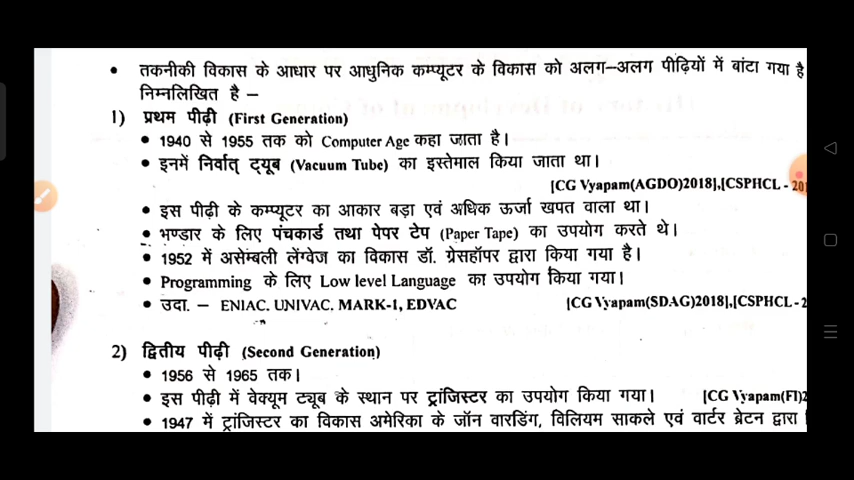 • तकनीकी विकास के आधार पर आधुनिक कम्प्यूटर के विकास को अलग–अलग पीढ़ियों में बांटा गया है
निम्नलिखित है –
1) प्रथम पीढ़ी (First Generation)
• 1940 से 1955 तक को Computer Age कहा जाता है।
• इनमें निर्वात् ट्यूब (Vacuum Tube) का इस्तेमाल किया जाता था।
[CG Vyapam(AGDO)2018],[CSPHCL - 201
• इस पीढ़ी के कम्प्यूटर का आकार बड़ा एवं अधिक ऊर्जा खपत वाला था।
• भण्डार के लिए पंचकार्ड तथा पेपर टेप (Paper Tape) का उपयोग करते थे।
• 1952 में असेम्बली लेंग्वेज का विकास डॉ. ग्रेसहॉपर द्वारा किया गया है।
• Programming के लिए Low level Language का उपयोग किया गया।
• उदा. – ENIAC. UNIVAC. MARK-1, EDVAC [CG Vyapam(SDAG)2018],[CSPHCL - 2
2) द्वितीय पीढ़ी (Second Generation)
• 1956 से 1965 तक।
• इस पीढ़ी में वेक्यूम ट्यूब के स्थान पर ट्रांजिस्टर का उपयोग किया गया। [CG Vyapam(FI)2
• 1947 में ट्रांजिस्टर का विकास अमेरिका के जॉन वारडिंग, विलियम साकले एवं वार्टर ब्रेटन द्वारा